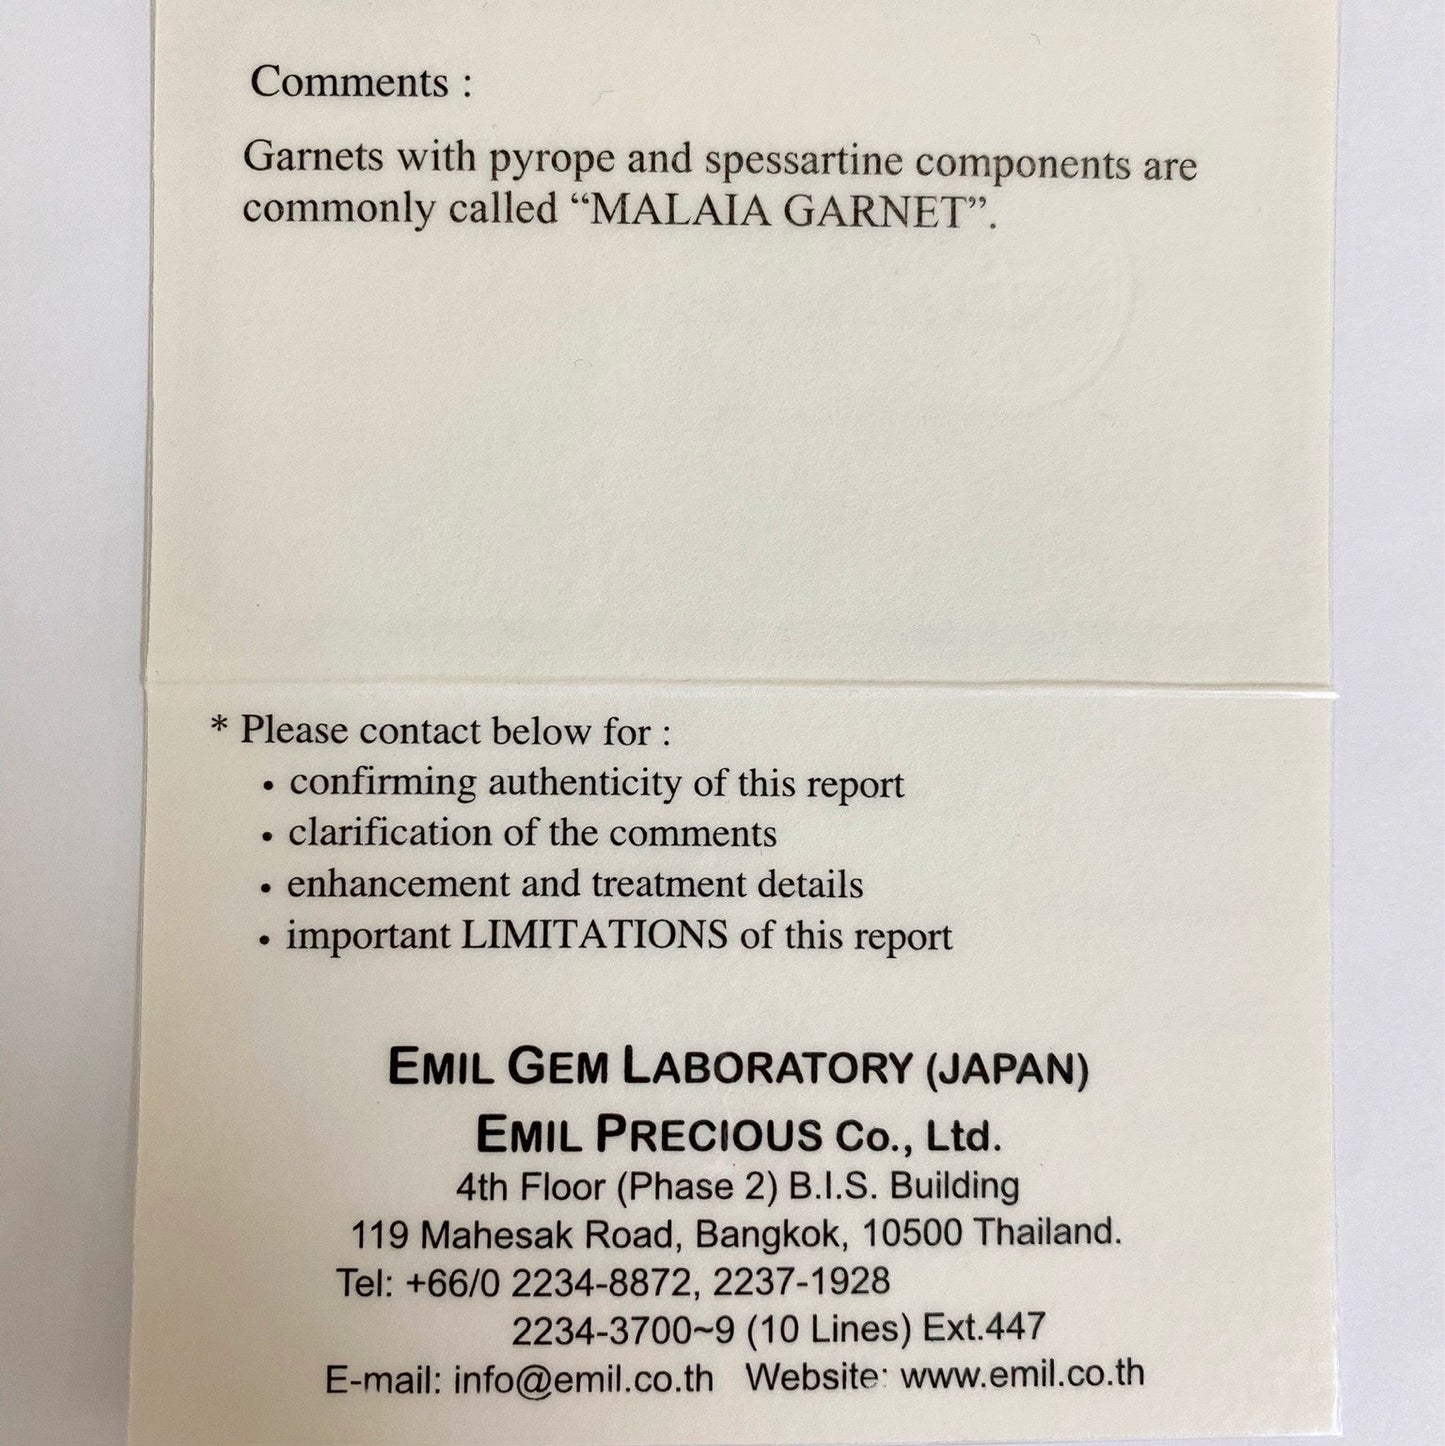 Comments :
Garnets with pyrope and spessartine components are
commonly called “MALAIA GARNET”.
* Please contact below for :
• confirming authenticity of this report
• clarification of the comments
• enhancement and treatment details
• important LIMITATIONS of this report
EMIL GEM LABORATORY (JAPAN)
EMIL PRECIOUS Co., Ltd.
4th Floor (Phase 2) B.I.S. Building
119 Mahesak Road, Bangkok, 10500 Thailand.
Tel: +66/0 2234-8872, 2237-1928
2234-3700~9 (10 Lines) Ext.447
E-mail: info@emil.co.th Website: www.emil.co.th